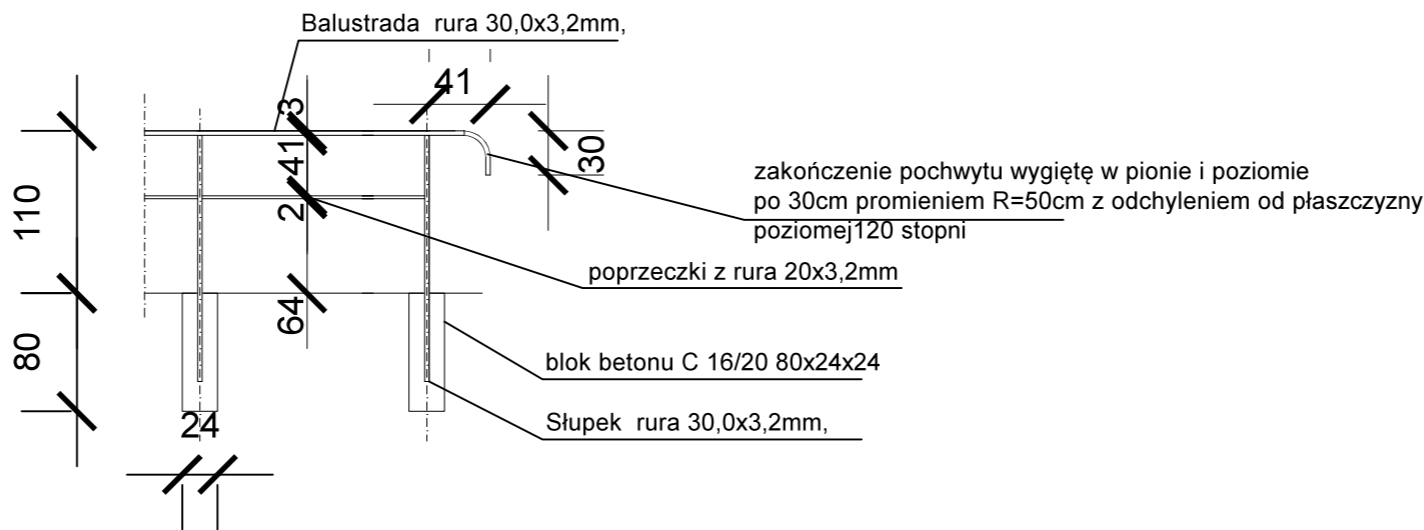 Balustrada rura 30,0x3,2mm,
41
3
41
30
zakończenie pochwytu wygiętę w pionie i poziomie
po 30cm promieniem R=50cm z odchyleniem od płaszczyzny
poziomej120 stopni
110
2
poprzeczki z rura 20x3,2mm
64
80
blok betonu C 16/20 80x24x24
24
Słupek rura 30,0x3,2mm,